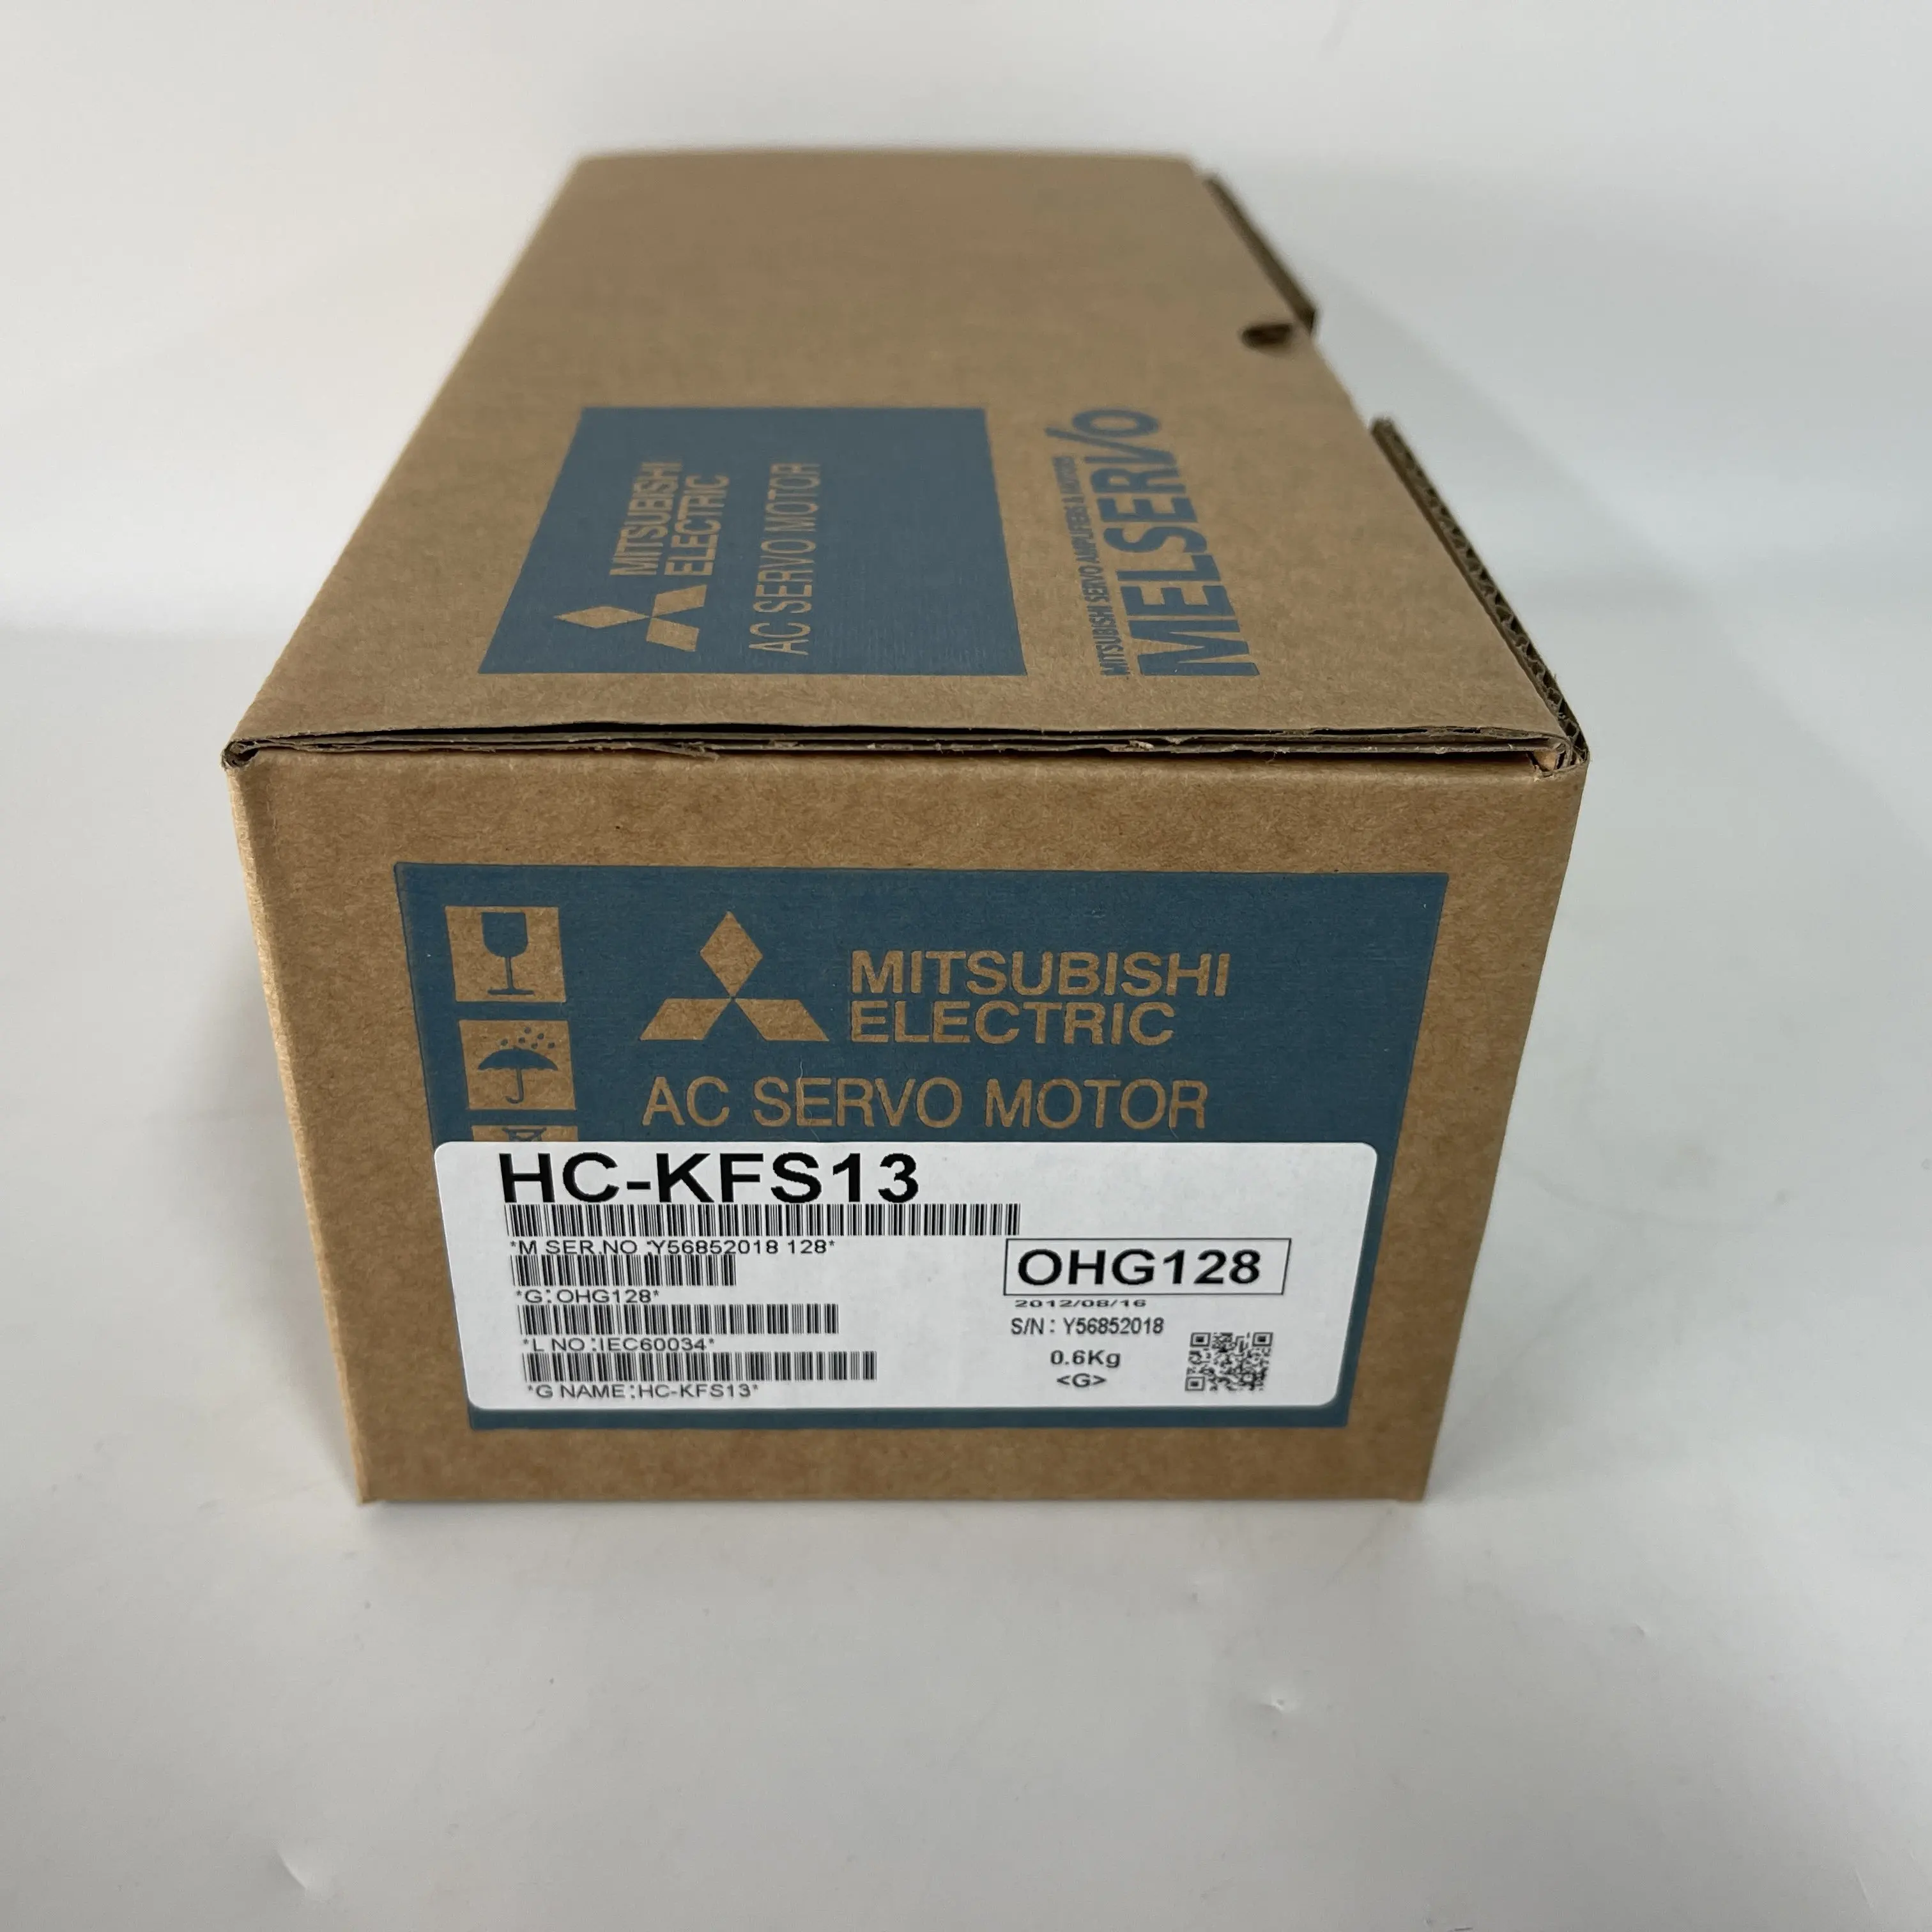 MITSUBISHI
ELECTRIC
AC SERVO MOTOR
MITSUBISHI SERVO AMPLIFIERS & MOTORS
MELSERVO
MITSUBISHI
ELECTRIC
AC SERVO MOTOR
HC-KFS13
*M SER.NO :Y56852018 128*
*G:OHG128*
*L NO:IEC60034*
*G NAME:HC-KFS13*
OHG128
2012/08/16
S/N : Y56852018
0.6Kg
<G>